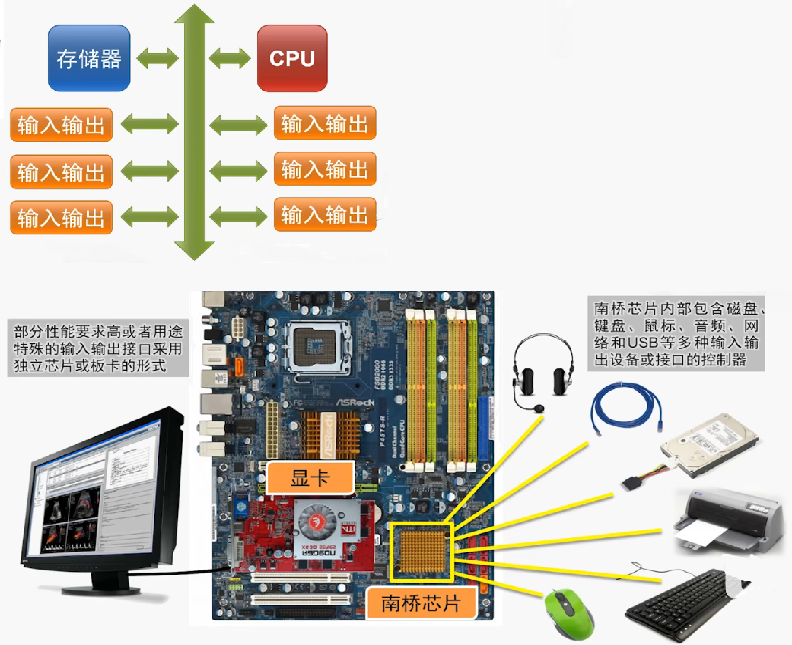 存储器
CPU
输入输出
输入输出
输入输出
输入输出
输入输出
输入输出
部分性能要求高或者用途
特殊的输入输出接口采用
独立芯片或板卡的形式
南桥芯片内部包含磁盘、
键盘、鼠标、音频、网
络和USB等多种输入输
出设备或接口的控制器
ASRock
显卡
南桥芯片